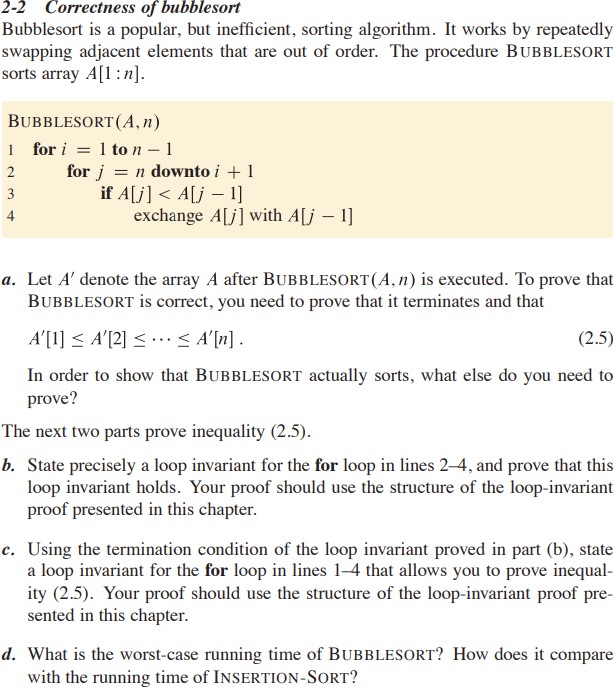 2-2 Correctness of bubblesort
Bubblesort is a popular, but inefficient, sorting algorithm. It works by repeatedly
swapping adjacent elements that are out of order. The procedure BUBBLESORT
sorts array A[1:n].
BUBBLESORT(A, n)
1 for i = 1 to n − 1
2 for j = n downto i + 1
3 if A[j] < A[j − 1]
4 exchange A[j] with A[j − 1]
a. Let A′ denote the array A after BUBBLESORT(A, n) is executed. To prove that
BUBBLESORT is correct, you need to prove that it terminates and that
A′[1] ≤ A′[2] ≤ ⋯ ≤ A′[n] . (2.5)
In order to show that BUBBLESORT actually sorts, what else do you need to
prove?
The next two parts prove inequality (2.5).
b. State precisely a loop invariant for the for loop in lines 2–4, and prove that this
loop invariant holds. Your proof should use the structure of the loop-invariant
proof presented in this chapter.
c. Using the termination condition of the loop invariant proved in part (b), state
a loop invariant for the for loop in lines 1–4 that allows you to prove inequal-
ity (2.5). Your proof should use the structure of the loop-invariant proof pre-
sented in this chapter.
d. What is the worst-case running time of BUBBLESORT? How does it compare
with the running time of INSERTION-SORT?